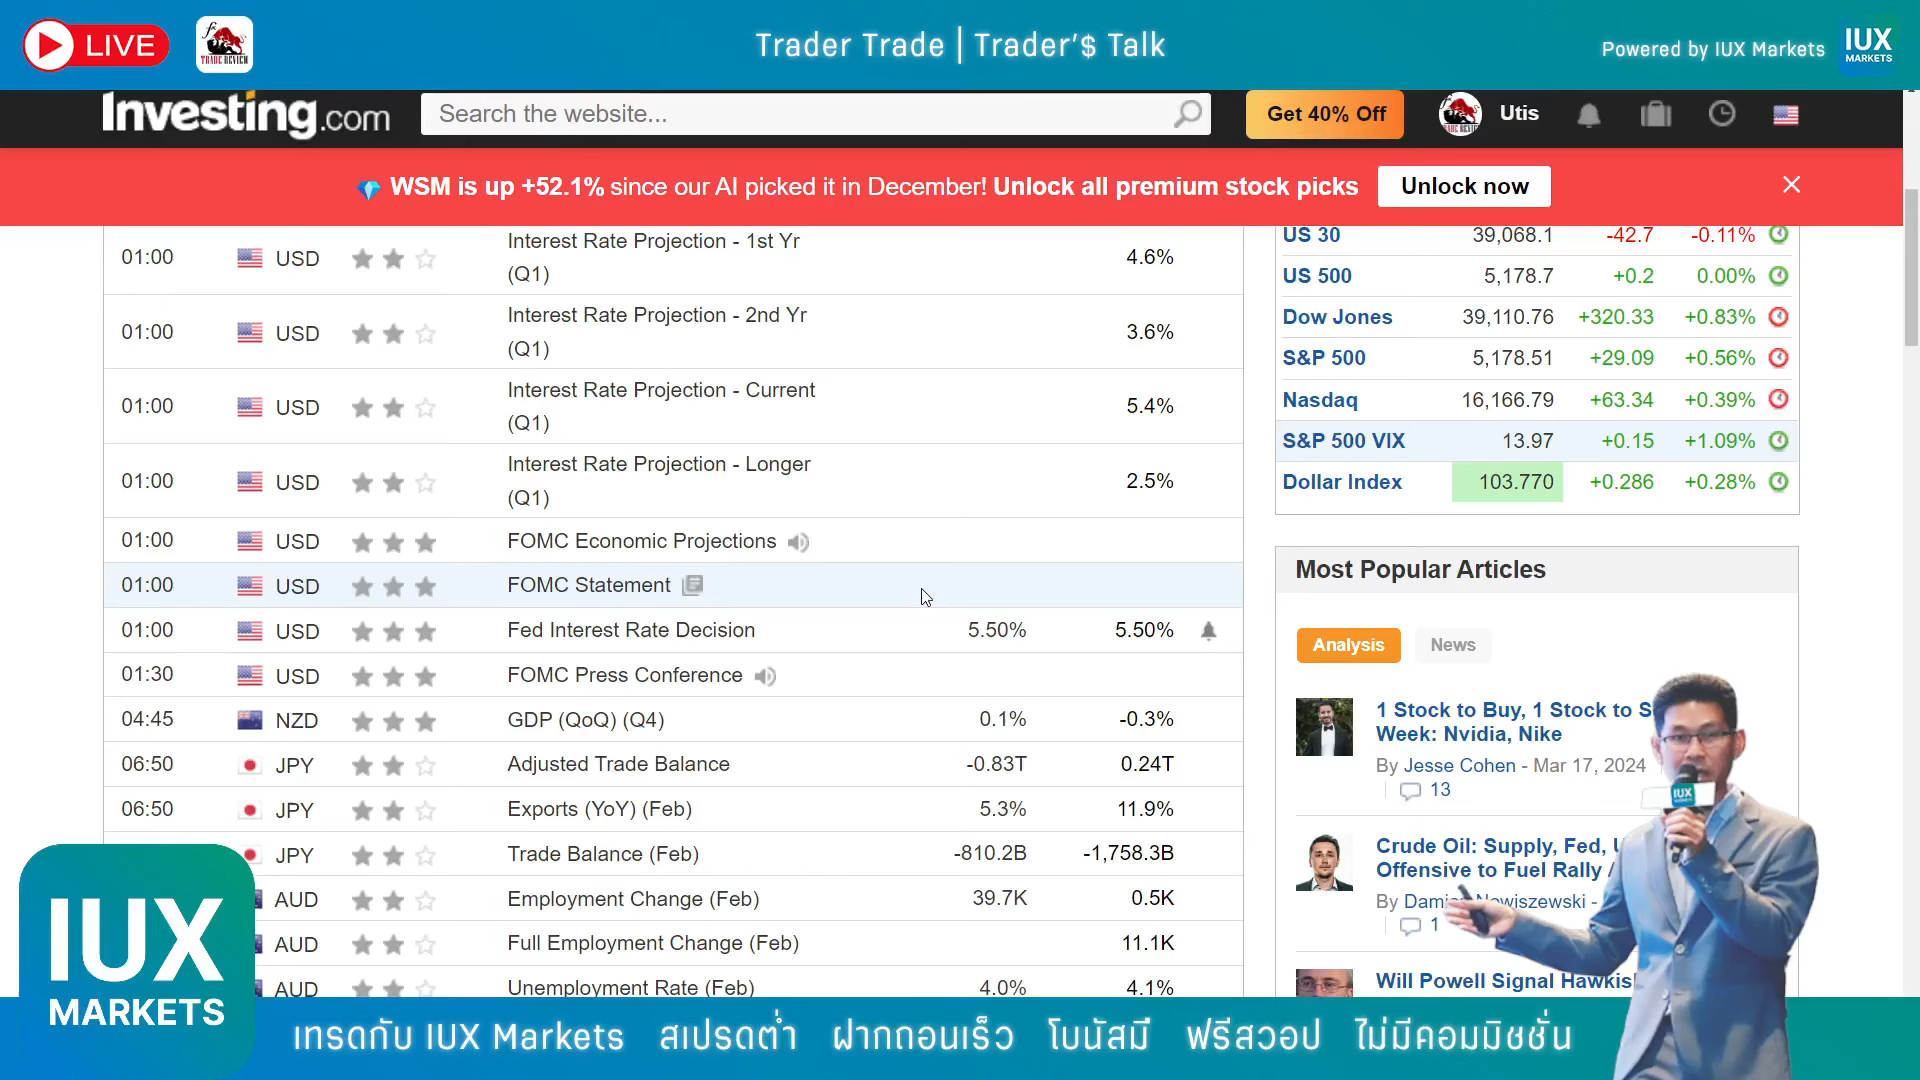 LIVE
TRADE REVIEW
Trader Trade | Trader'$ Talk
Powered by IUX Markets
IUX
MARKETS
Investing.com
Search the website...
Get 40% Off
Utis
WSM is up +52.1% since our AI picked it in December! Unlock all premium stock picks
Unlock now
01:00 USD Interest Rate Projection - 1st Yr (Q1) 4.6%
01:00 USD Interest Rate Projection - 2nd Yr (Q1) 3.6%
01:00 USD Interest Rate Projection - Current (Q1) 5.4%
01:00 USD Interest Rate Projection - Longer (Q1) 2.5%
01:00 USD FOMC Economic Projections
01:00 USD FOMC Statement
01:00 USD Fed Interest Rate Decision 5.50% 5.50%
01:30 USD FOMC Press Conference
04:45 NZD GDP (QoQ) (Q4) 0.1% -0.3%
06:50 JPY Adjusted Trade Balance -0.83T 0.24T
06:50 JPY Exports (YoY) (Feb) 5.3% 11.9%
JPY Trade Balance (Feb) -810.2B -1,758.3B
AUD Employment Change (Feb) 39.7K 0.5K
AUD Full Employment Change (Feb) 11.1K
AUD Unemployment Rate (Feb) 4.0% 4.1%
US 30 39,068.1 -42.7 -0.11%
US 500 5,178.7 +0.2 0.00%
Dow Jones 39,110.76 +320.33 +0.83%
S&P 500 5,178.51 +29.09 +0.56%
Nasdaq 16,166.79 +63.34 +0.39%
S&P 500 VIX 13.97 +0.15 +1.09%
Dollar Index 103.770 +0.286 +0.28%
Most Popular Articles
Analysis News
1 Stock to Buy, 1 Stock to S
Week: Nvidia, Nike
By Jesse Cohen - Mar 17, 2024
13
Crude Oil: Supply, Fed, U
Offensive to Fuel Rally
By Damian Nowiszewski -
1
Will Powell Signal Hawkish
IUX
IUX
MARKETS
เทรดกับ IUX Markets สเปรดต่ำ ฝากถอนเร็ว โบนัสมี ฟรีสวอป ไม่มีคอมมิชชั่น